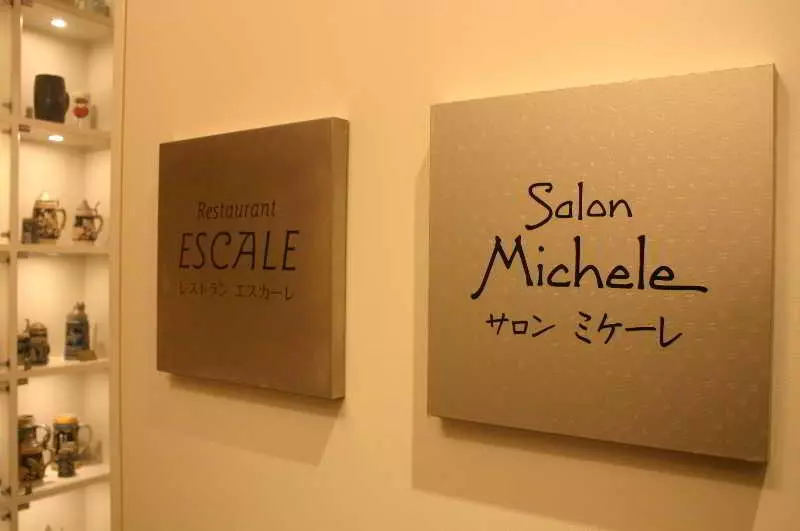 Restaurant
ESCALE
レストラン エスカーレ
Salon
Michele
サロン ミケーレ